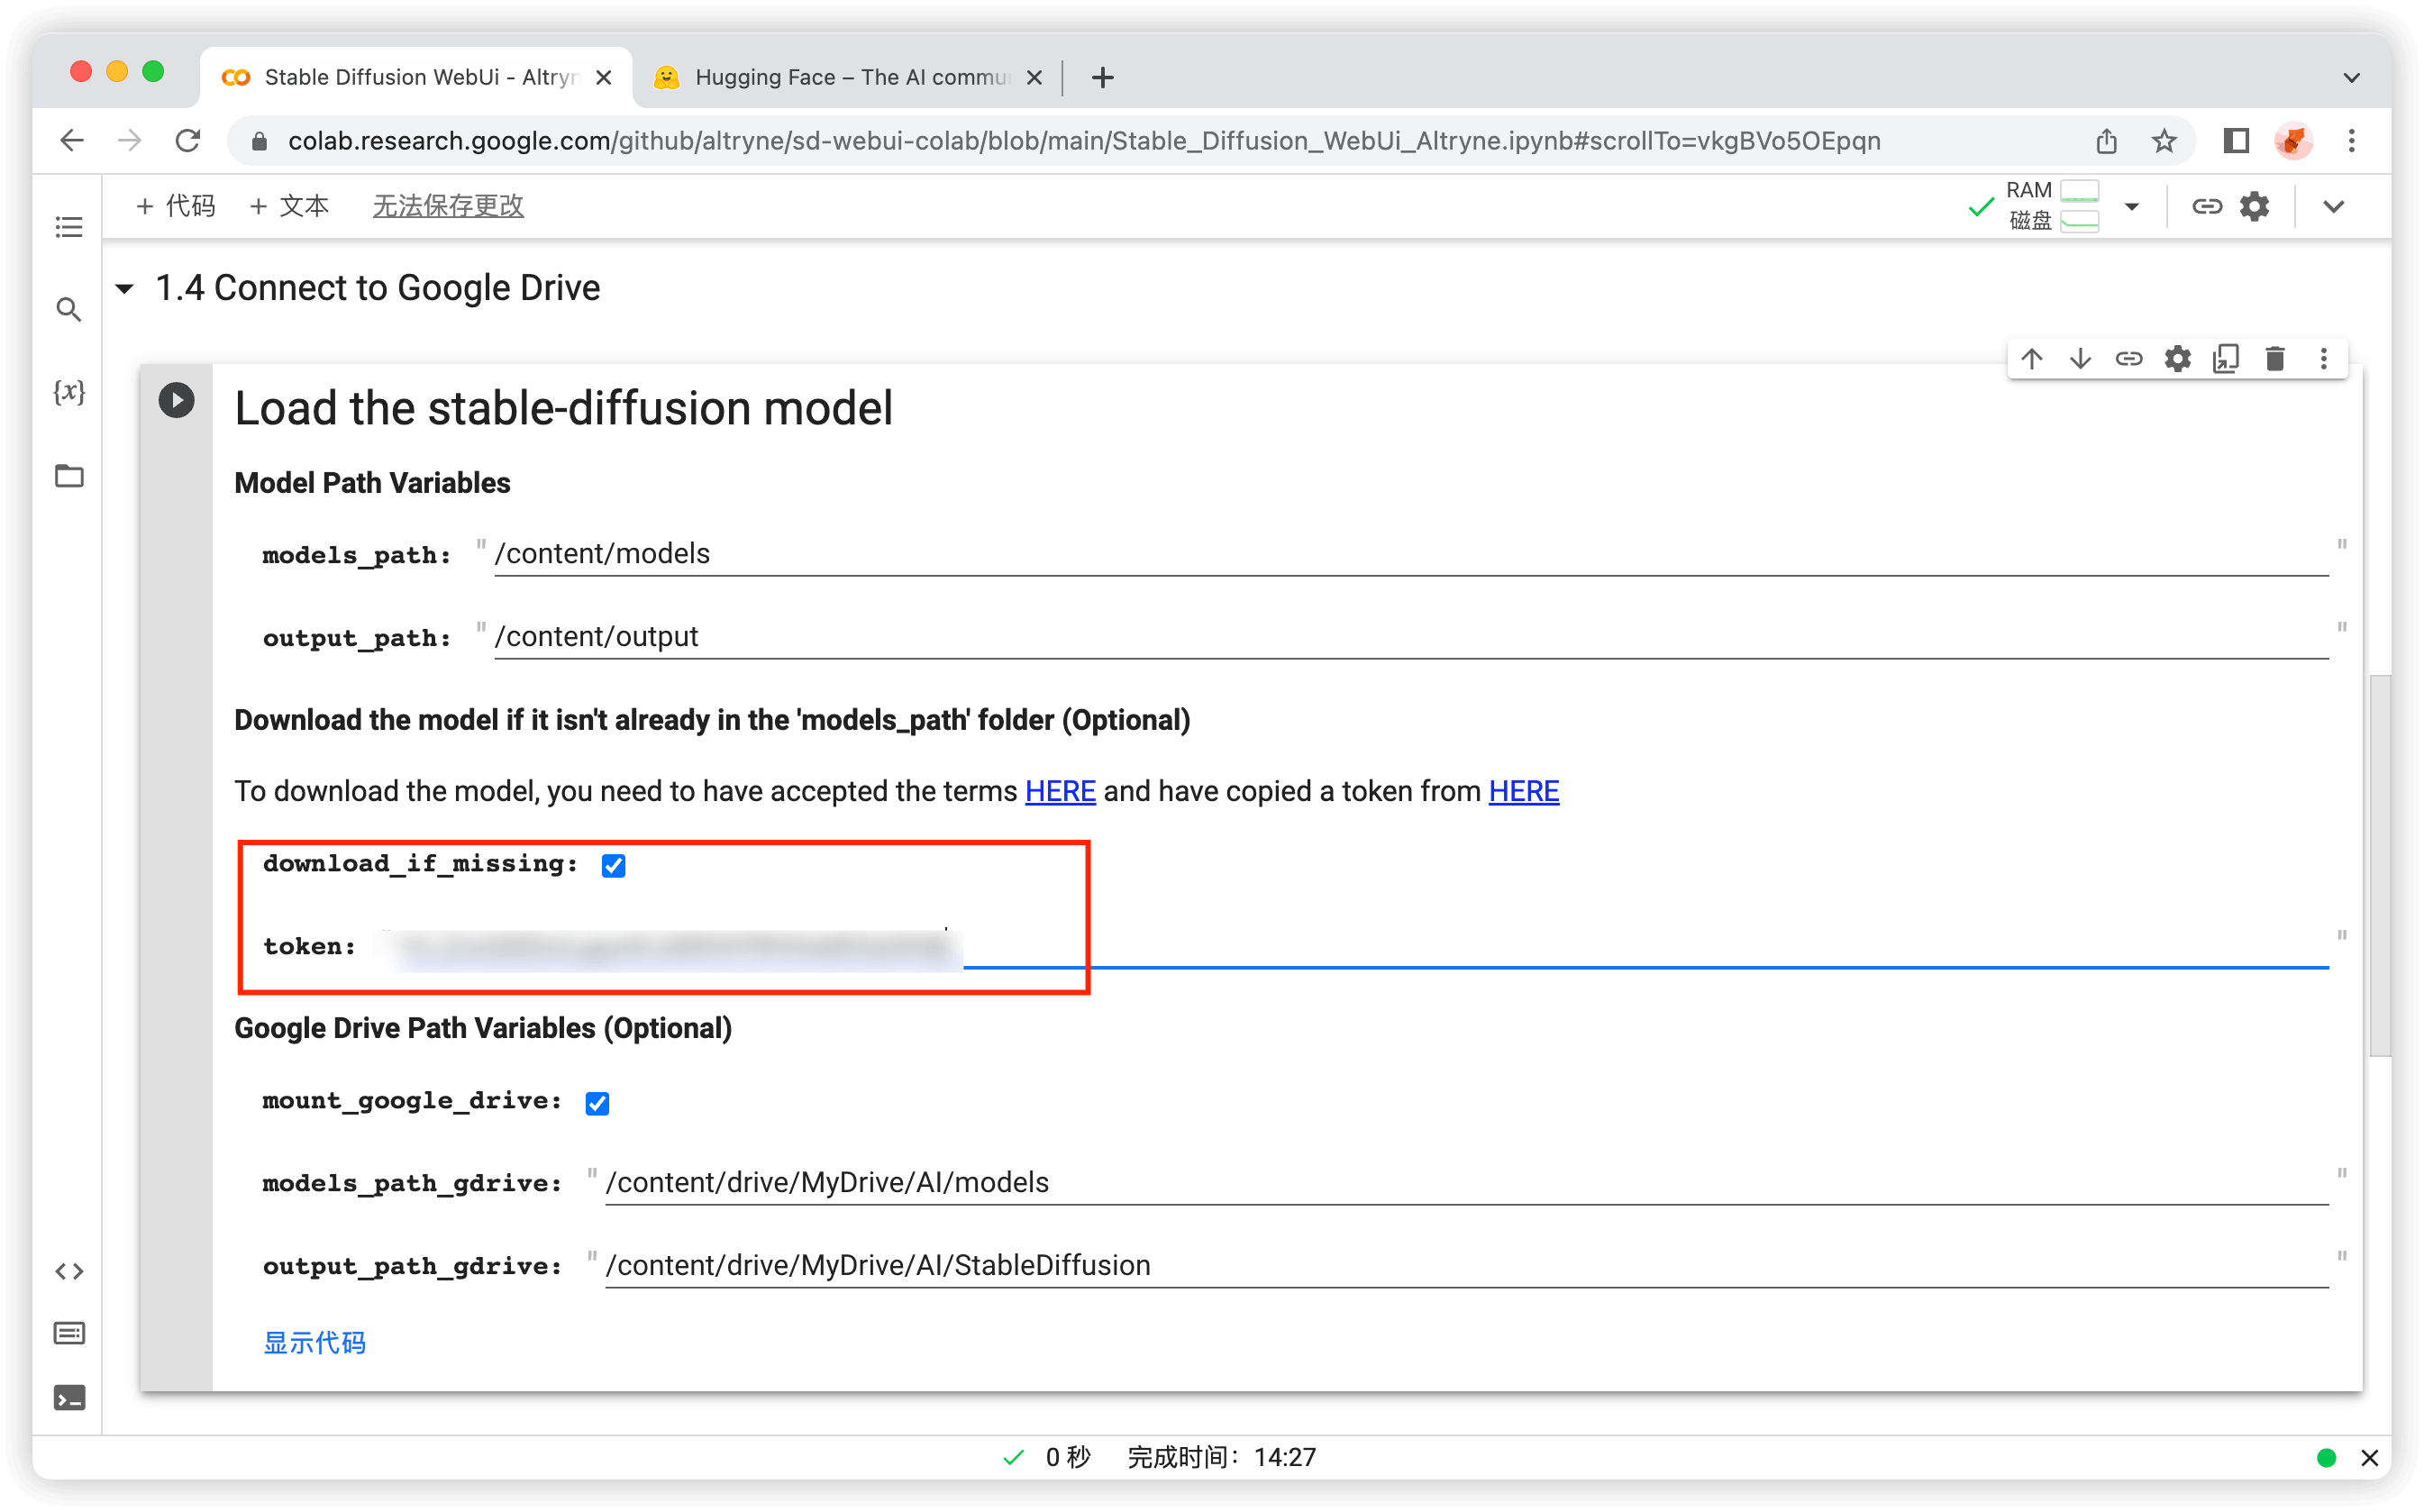 Stable Diffusion WebUi - Altryn
Hugging Face – The AI commu
colab.research.google.com/github/altryne/sd-webui-colab/blob/main/Stable_Diffusion_WebUi_Altryne.ipynb#scrollTo=vkgBVo5OEpqn
+ 代码 + 文本 无法保存更改
RAM
磁盘
1.4 Connect to Google Drive
{x}
Load the stable-diffusion model
Model Path Variables
models_path: "/content/models"
output_path: "/content/output"
Download the model if it isn't already in the 'models_path' folder (Optional)
To download the model, you need to have accepted the terms HERE and have copied a token from HERE
download_if_missing:
token: " "
Google Drive Path Variables (Optional)
mount_google_drive:
models_path_gdrive: "/content/drive/MyDrive/AI/models"
output_path_gdrive: "/content/drive/MyDrive/AI/StableDiffusion"
显示代码
0 秒 完成时间：14:27